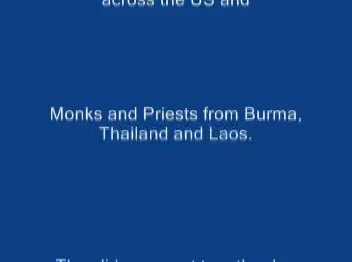 across the US and
Monks and Priests from Burma,
Thailand and Laos.